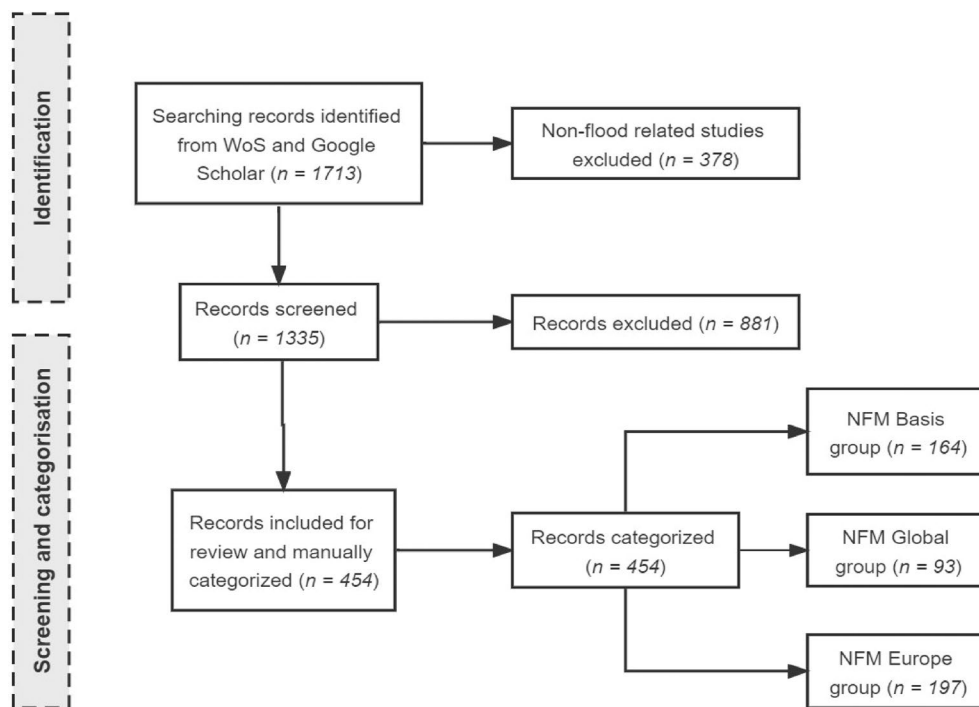 Identification
Searching records identified
from WoS and Google
Scholar (n = 1713)
Non-flood related studies
excluded (n = 378)
Records screened
(n = 1335)
Records excluded (n = 881)
Screening and categorisation
Records included for
review and manually
categorized (n = 454)
Records categorized
(n = 454)
NFM Basis
group (n = 164)
NFM Global
group (n = 93)
NFM Europe
group (n = 197)